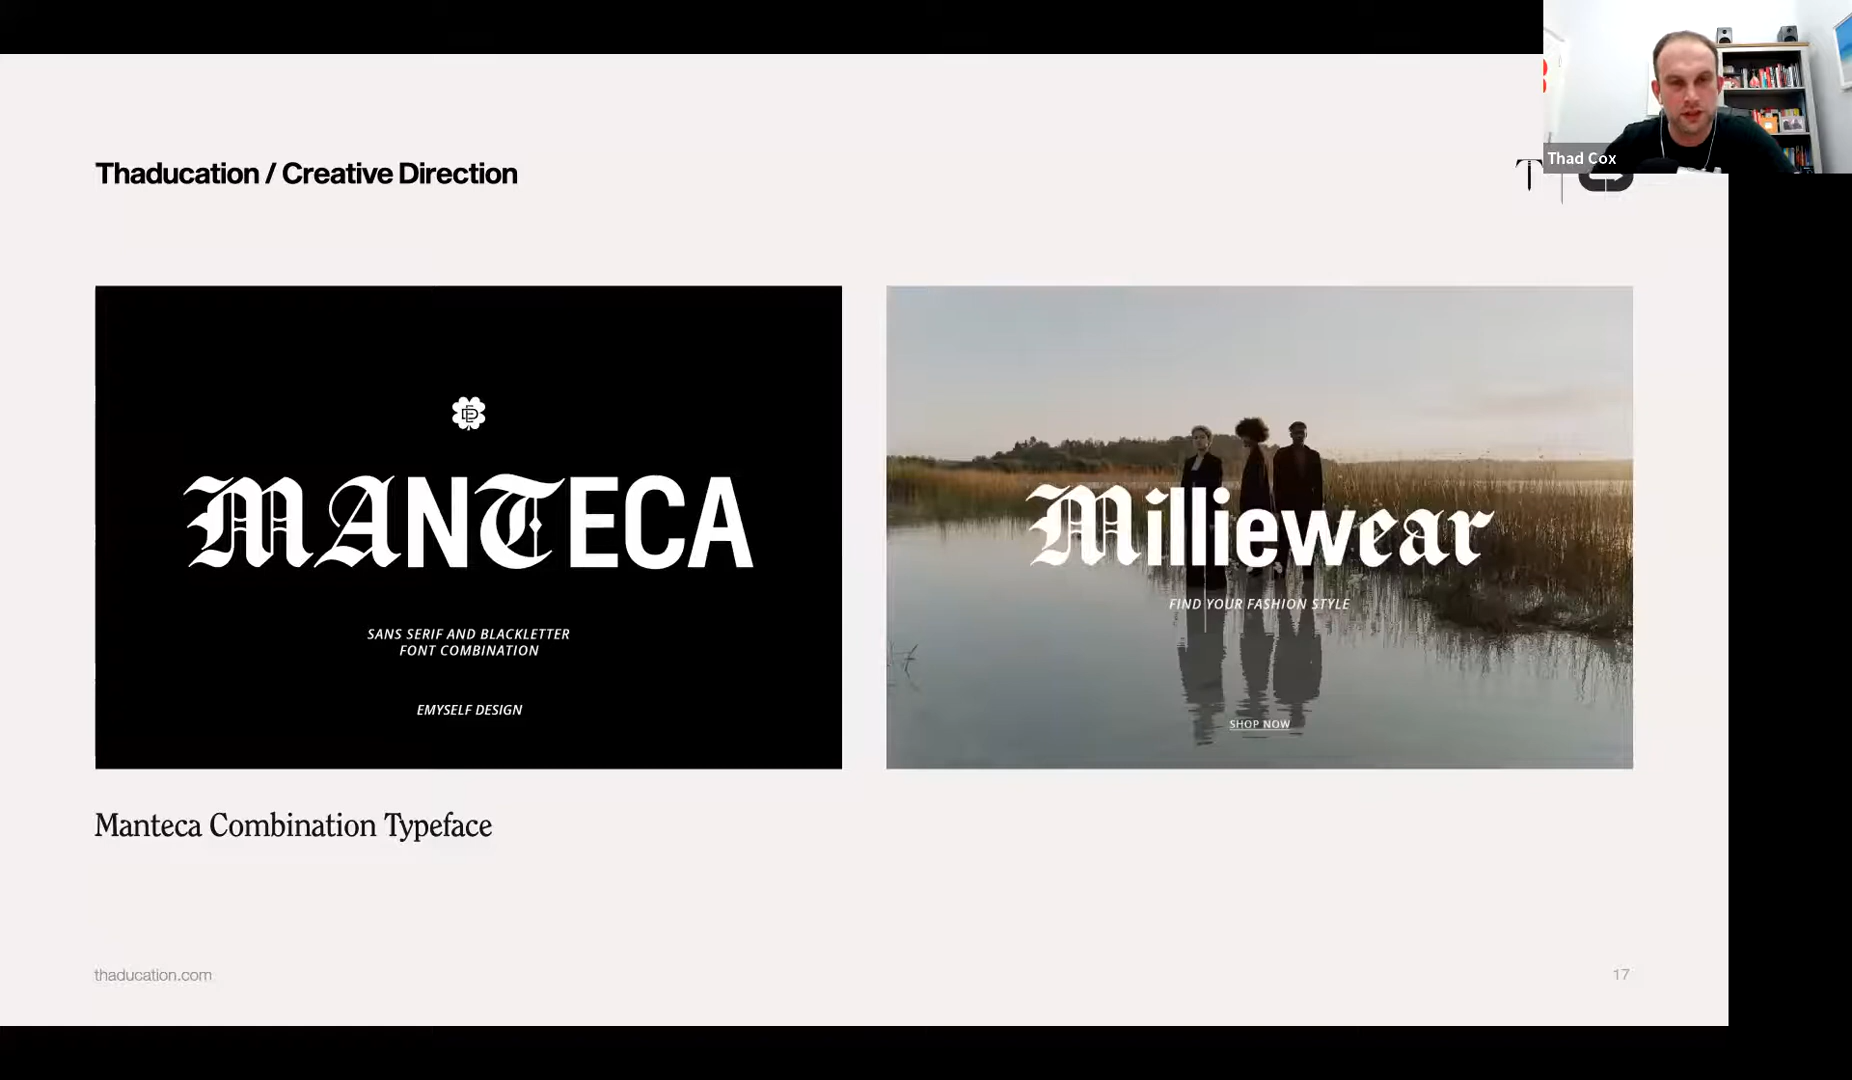 Thad Cox
Thaducation / Creative Direction
T
MANTECA
SANS SERIF AND BLACKLETTER
FONT COMBINATION
EMYSELF DESIGN
Milliewear
FIND YOUR FASHION STYLE
SHOP NOW
Manteca Combination Typeface
thaducation.com
17